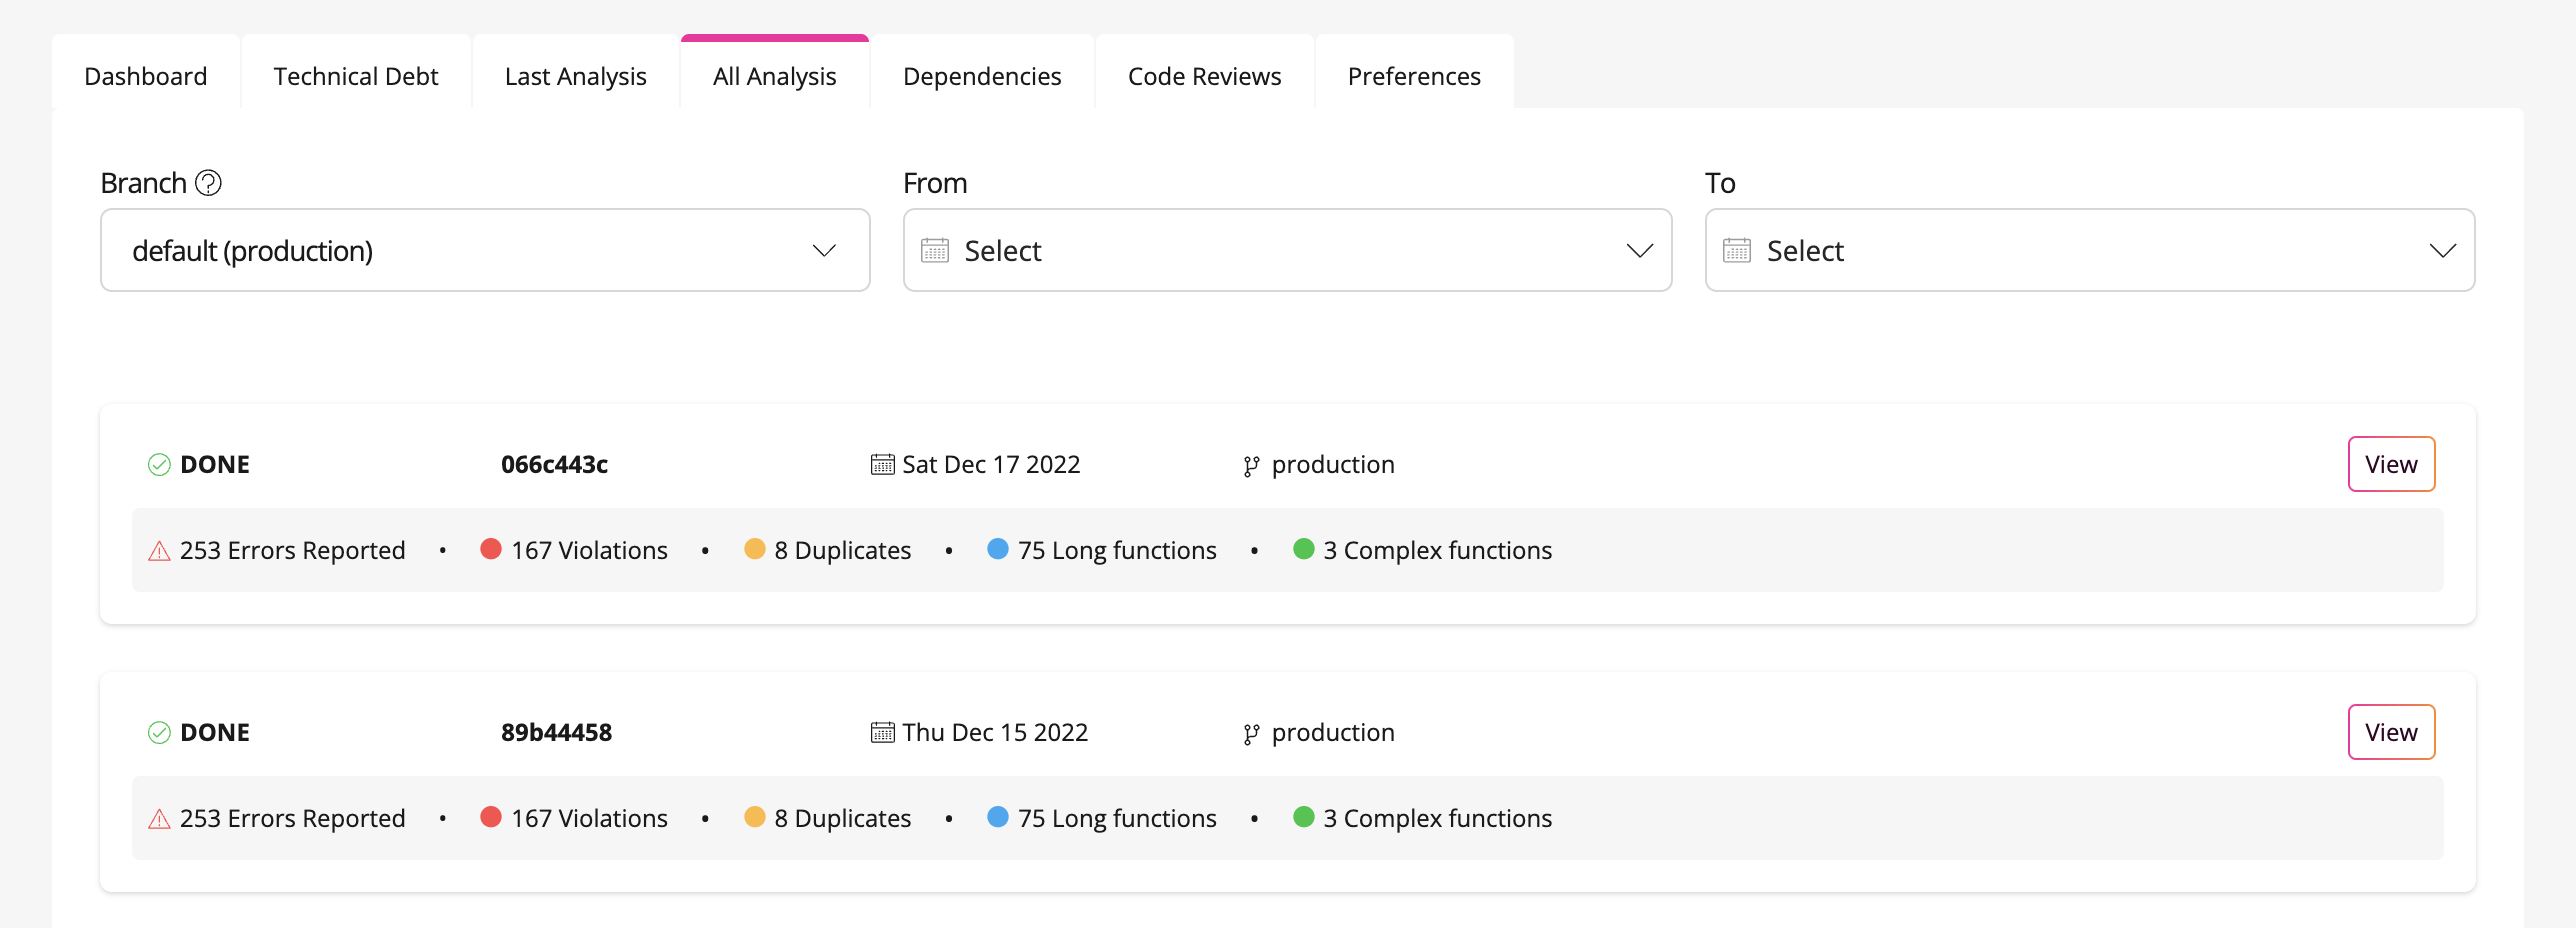 Dashboard Technical Debt Last Analysis All Analysis Dependencies Code Reviews Preferences
Branch From To
default (production) Select Select
DONE 066c443c Sat Dec 17 2022 production View
253 Errors Reported • 167 Violations • 8 Duplicates • 75 Long functions • 3 Complex functions
DONE 89b44458 Thu Dec 15 2022 production View
253 Errors Reported • 167 Violations • 8 Duplicates • 75 Long functions • 3 Complex functions